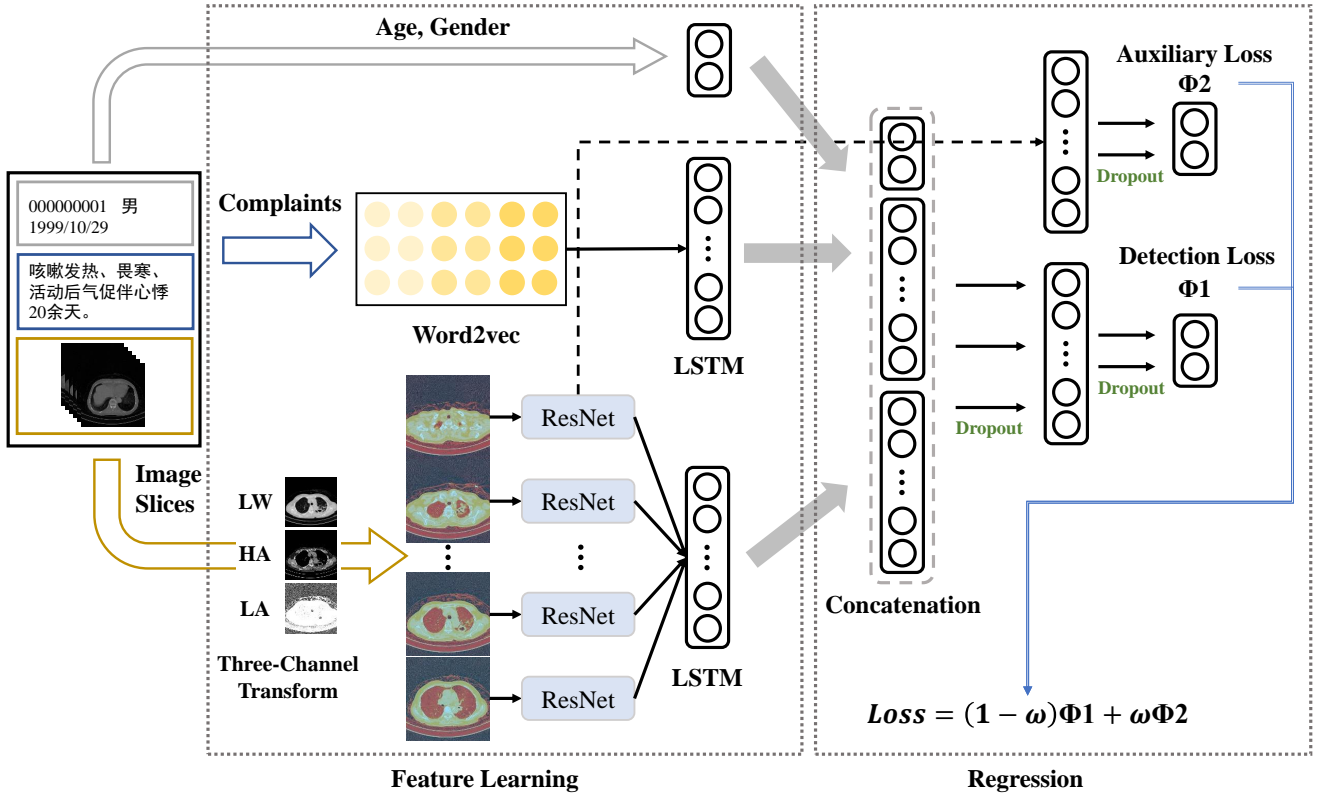 Age, Gender
000000001 男
1999/10/29
咳嗽发热、畏寒、
活动后气促伴心悸
20余天。
Complaints
Word2vec
LSTM
Image
Slices
LW
HA
LA
Three-Channel
Transform
ResNet
ResNet
ResNet
ResNet
LSTM
Feature Learning
Concatenation
Dropout
Auxiliary Loss
Φ2
Dropout
Detection Loss
Φ1
Dropout
Loss = (1 − ω)Φ1 + ωΦ2
Regression